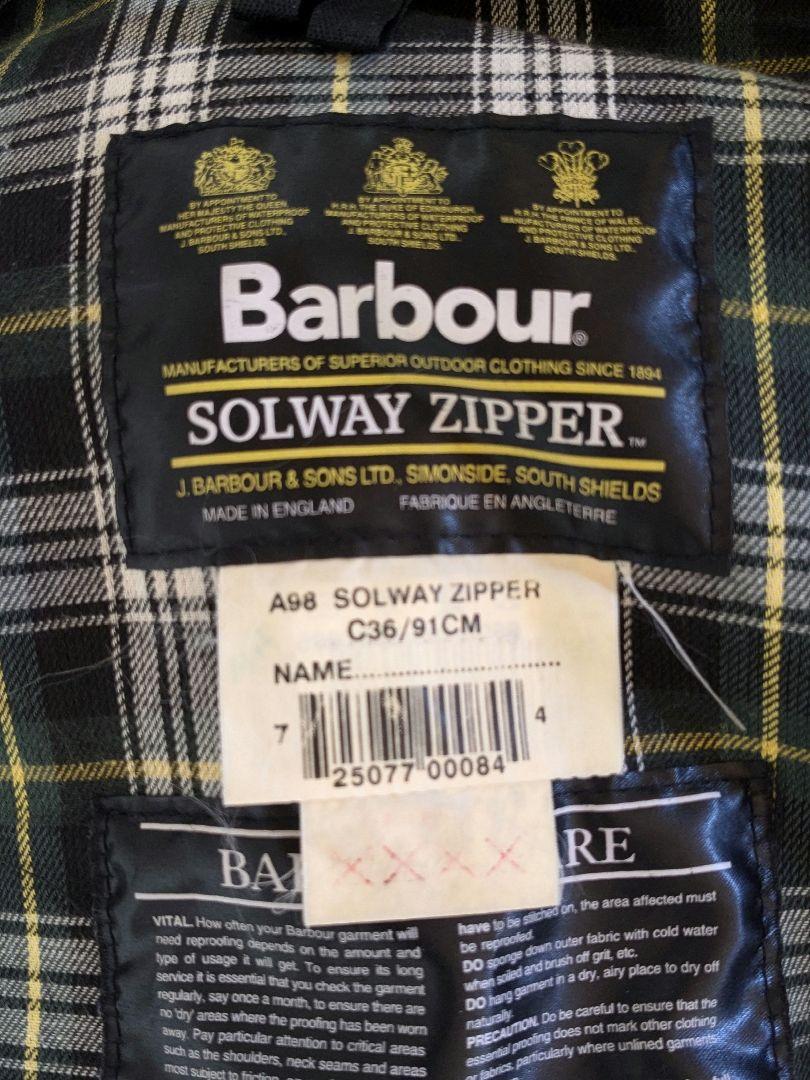 BY APPOINTMENT TO
HER MAJESTY THE QUEEN
MANUFACTURERS OF WATERPROOF
AND PROTECTIVE CLOTHING
J. BARBOUR & SONS LTD.
SOUTH SHIELDS.
BY APPOINTMENT TO
H.R.H. THE DUKE OF EDINBURGH
MANUFACTURERS OF WATERPROOF
AND PROTECTIVE CLOTHING
J. BARBOUR & SONS LTD.
SOUTH SHIELDS.
BY APPOINTMENT TO
H.R.H. THE PRINCE OF WALES.
MANUFACTURERS OF WATERPROOF
AND PROTECTIVE CLOTHING
J. BARBOUR & SONS LTD.
SOUTH SHIELDS.
Barbour®
MANUFACTURERS OF SUPERIOR OUTDOOR CLOTHING SINCE 1894
SOLWAY ZIPPER™
J. BARBOUR & SONS LTD., SIMONSIDE, SOUTH SHIELDS
MADE IN ENGLAND FABRIQUE EN ANGLETERRE
A98 SOLWAY ZIPPER
C36/91CM
NAME..............................
7 25077 00084 4
XXXX
BA RE
VITAL. How often your Barbour garment will
need reproofing depends on the amount and
type of usage it will get. To ensure its long
service it is essential that you check the garment
regularly, say once a month, to ensure there are
no 'dry' areas where the proofing has been worn
away. Pay particular attention to critical areas
such as the shoulders, neck seams and areas
most subject to friction,
have to be stitched on, the area affected must
be reproofed.
DO sponge down outer fabric with cold water
when soiled and brush off grit, etc.
DO hang garment in a dry, airy place to dry off
naturally.
PRECAUTION. Do be careful to ensure that the
essential proofing does not mark other clothing
or fabrics, particularly where unlined garments